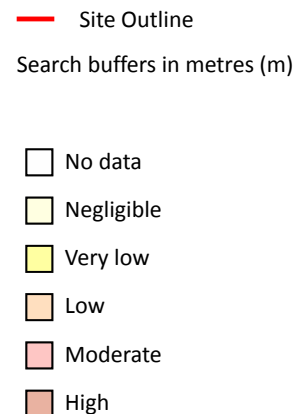 Site Outline
Search buffers in metres (m)
No data
Negligible
Very low
Low
Moderate
High